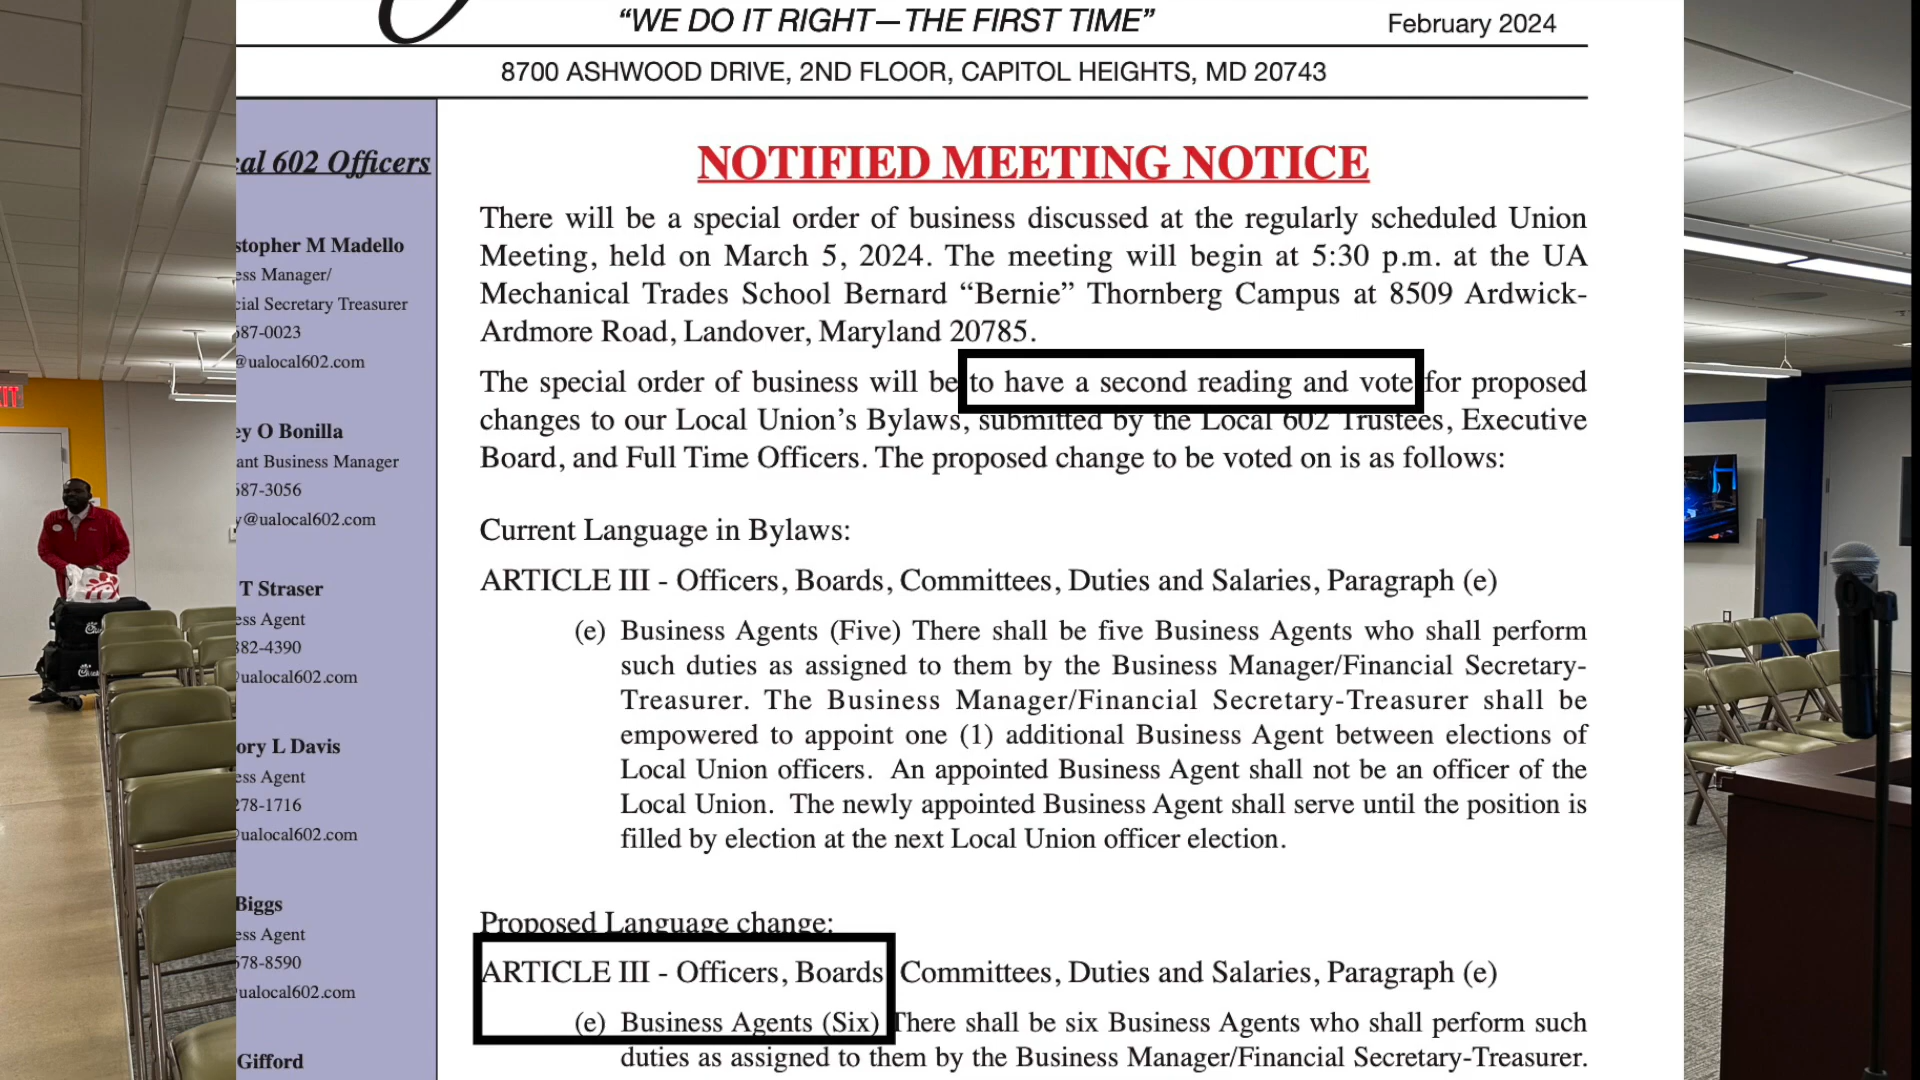 "WE DO IT RIGHT—THE FIRST TIME"
February 2024
8700 ASHWOOD DRIVE, 2ND FLOOR, CAPITOL HEIGHTS, MD 20743
cal 602 Officers
stopher M Madello
ess Manager/
cial Secretary Treasurer
587-0023
@ualocal602.com
ey O Bonilla
ant Business Manager
587-3056
y@ualocal602.com
T Straser
ess Agent
382-4390
@ualocal602.com
ory L Davis
ess Agent
278-1716
@ualocal602.com
Biggs
ess Agent
578-8590
@ualocal602.com
Gifford
NOTIFIED MEETING NOTICE
There will be a special order of business discussed at the regularly scheduled Union
Meeting, held on March 5, 2024. The meeting will begin at 5:30 p.m. at the UA
Mechanical Trades School Bernard "Bernie" Thornberg Campus at 8509 Ardwick-
Ardmore Road, Landover, Maryland 20785.
The special order of business will be to have a second reading and vote for proposed
changes to our Local Union's Bylaws, submitted by the Local 602 Trustees, Executive
Board, and Full Time Officers. The proposed change to be voted on is as follows:
Current Language in Bylaws:
ARTICLE III - Officers, Boards, Committees, Duties and Salaries, Paragraph (e)
(e) Business Agents (Five) There shall be five Business Agents who shall perform
such duties as assigned to them by the Business Manager/Financial Secretary-
Treasurer. The Business Manager/Financial Secretary-Treasurer shall be
empowered to appoint one (1) additional Business Agent between elections of
Local Union officers. An appointed Business Agent shall not be an officer of the
Local Union. The newly appointed Business Agent shall serve until the position is
filled by election at the next Local Union officer election.
Proposed Language change:
ARTICLE III - Officers, Boards Committees, Duties and Salaries, Paragraph (e)
(e) Business Agents (Six) There shall be six Business Agents who shall perform such
duties as assigned to them by the Business Manager/Financial Secretary-Treasurer.